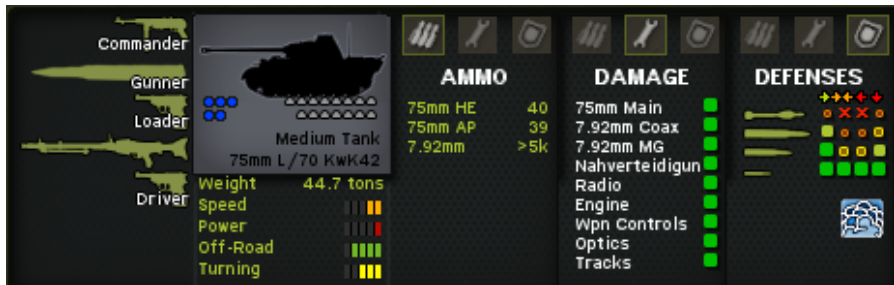 Commander
Gunner
Loader
Driver
Medium Tank
75mm L/70 KwK42
Weight 44.7 tons
Speed
Power
Off-Road
Turning
AMMO
75mm HE 40
75mm AP 39
7.92mm >5k
DAMAGE
75mm Main
7.92mm Coax
7.92mm MG
Nahverteidigun
Radio
Engine
Wpn Controls
Optics
Tracks
DEFENSES